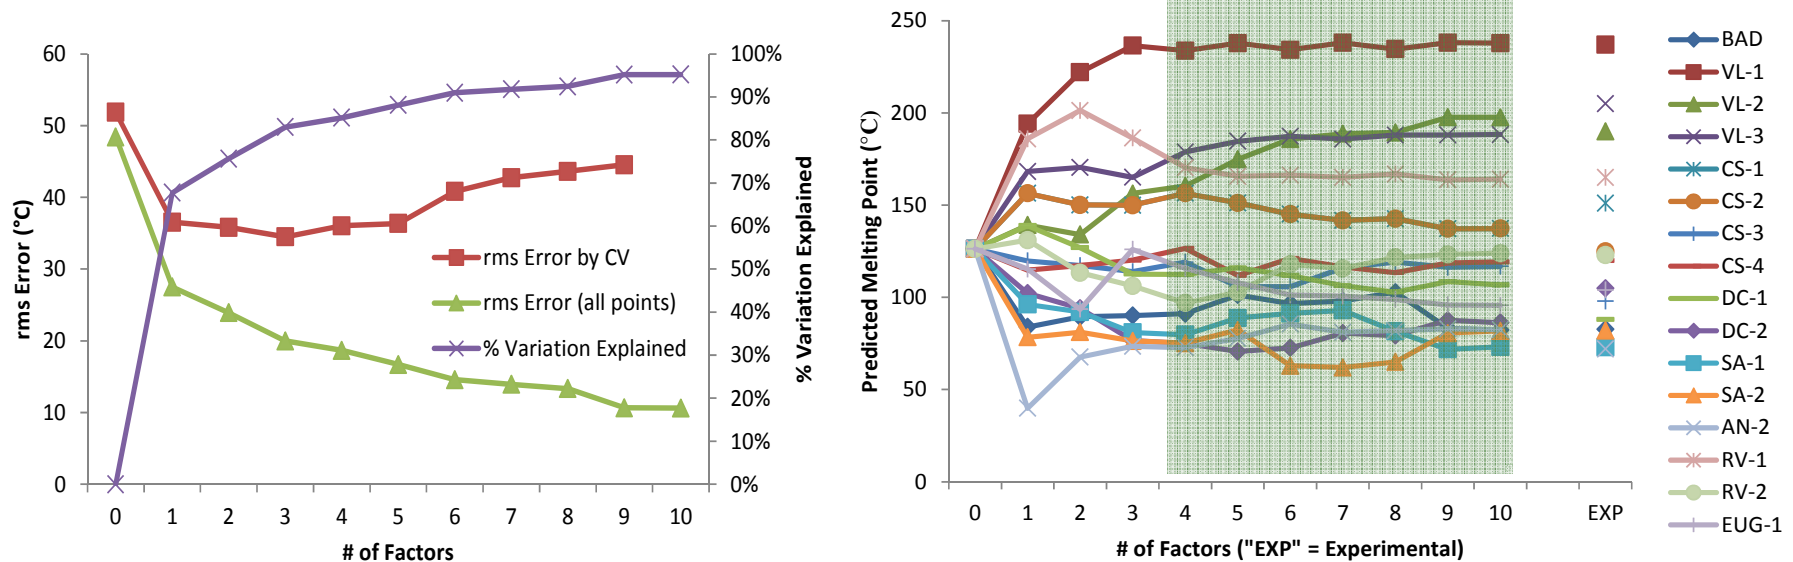 60
50
40
30
20
10
0
rms Error (°C)
100%
90%
80%
70%
60%
50%
40%
30%
20%
10%
0%
% Variation Explained
rms Error by CV
rms Error (all points)
% Variation Explained
0 1 2 3 4 5 6 7 8 9 10
# of Factors
250
200
150
100
50
0
Predicted Melting Point (°C)
0 1 2 3 4 5 6 7 8 9 10 EXP
# of Factors ("EXP" = Experimental)
BAD
VL-1
VL-2
VL-3
CS-1
CS-2
CS-3
CS-4
DC-1
DC-2
SA-1
SA-2
AN-2
RV-1
RV-2
EUG-1